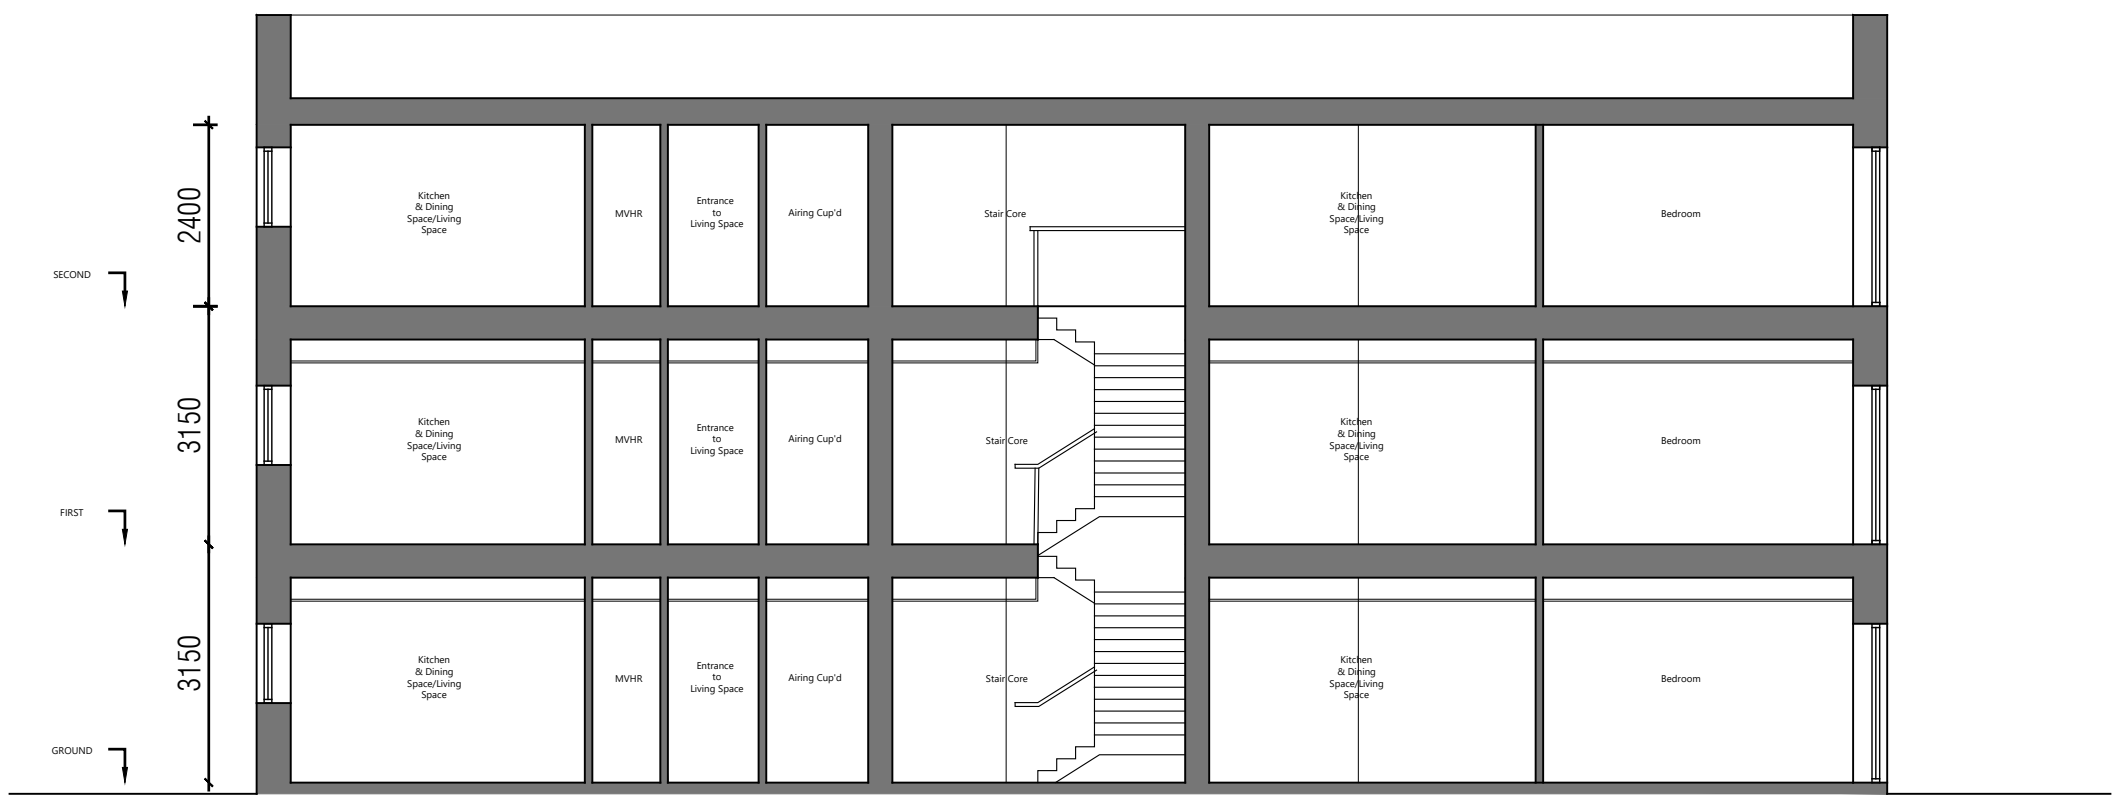 2400
SECOND
Kitchen
& Dining
Space/Living
Space
MVHR
Entrance
to
Living Space
Airing Cup'd
Stair Core
Kitchen
& Dining
Space/Living
Space
Bedroom
3150
FIRST
Kitchen
& Dining
Space/Living
Space
MVHR
Entrance
to
Living Space
Airing Cup'd
Stair Core
Kitchen
& Dining
Space/Living
Space
Bedroom
3150
GROUND
Kitchen
& Dining
Space/Living
Space
MVHR
Entrance
to
Living Space
Airing Cup'd
Stair Core
Kitchen
& Dining
Space/Living
Space
Bedroom